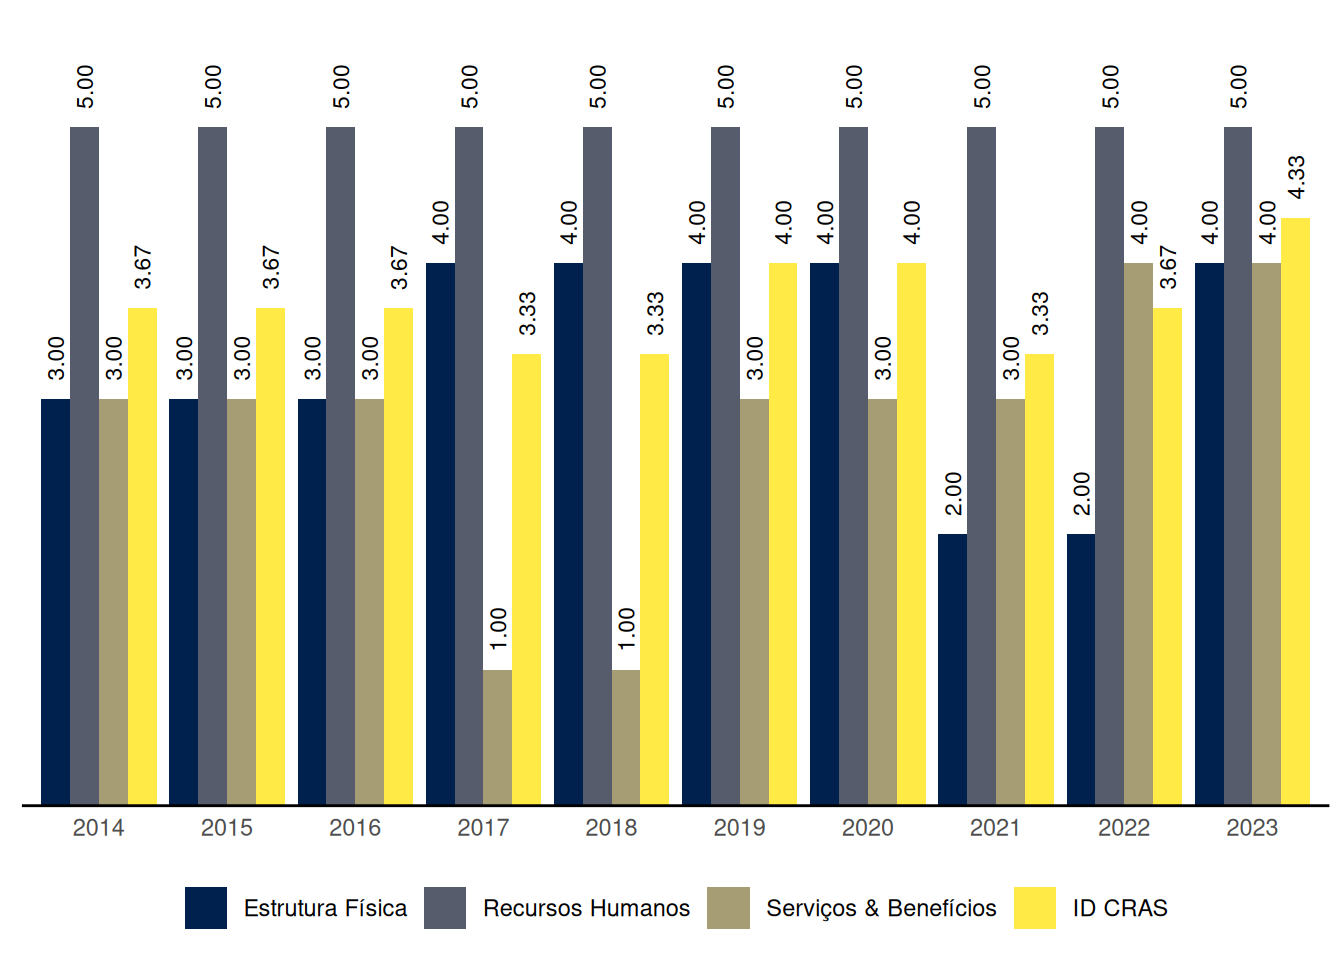 5.00 5.00 5.00 5.00 5.00 5.00 5.00 5.00 5.00 5.00
4.33
4.00 4.00 4.00 4.00 4.00 4.00 4.00 4.00 4.00
3.67 3.67 3.67 3.67
3.33 3.33 3.33
3.00 3.00 3.00 3.00 3.00 3.00 3.00 3.00 3.00
2.00 2.00
1.00 1.00
2014 2015 2016 2017 2018 2019 2020 2021 2022 2023
Estrutura Física Recursos Humanos Serviços & Benefícios ID CRAS